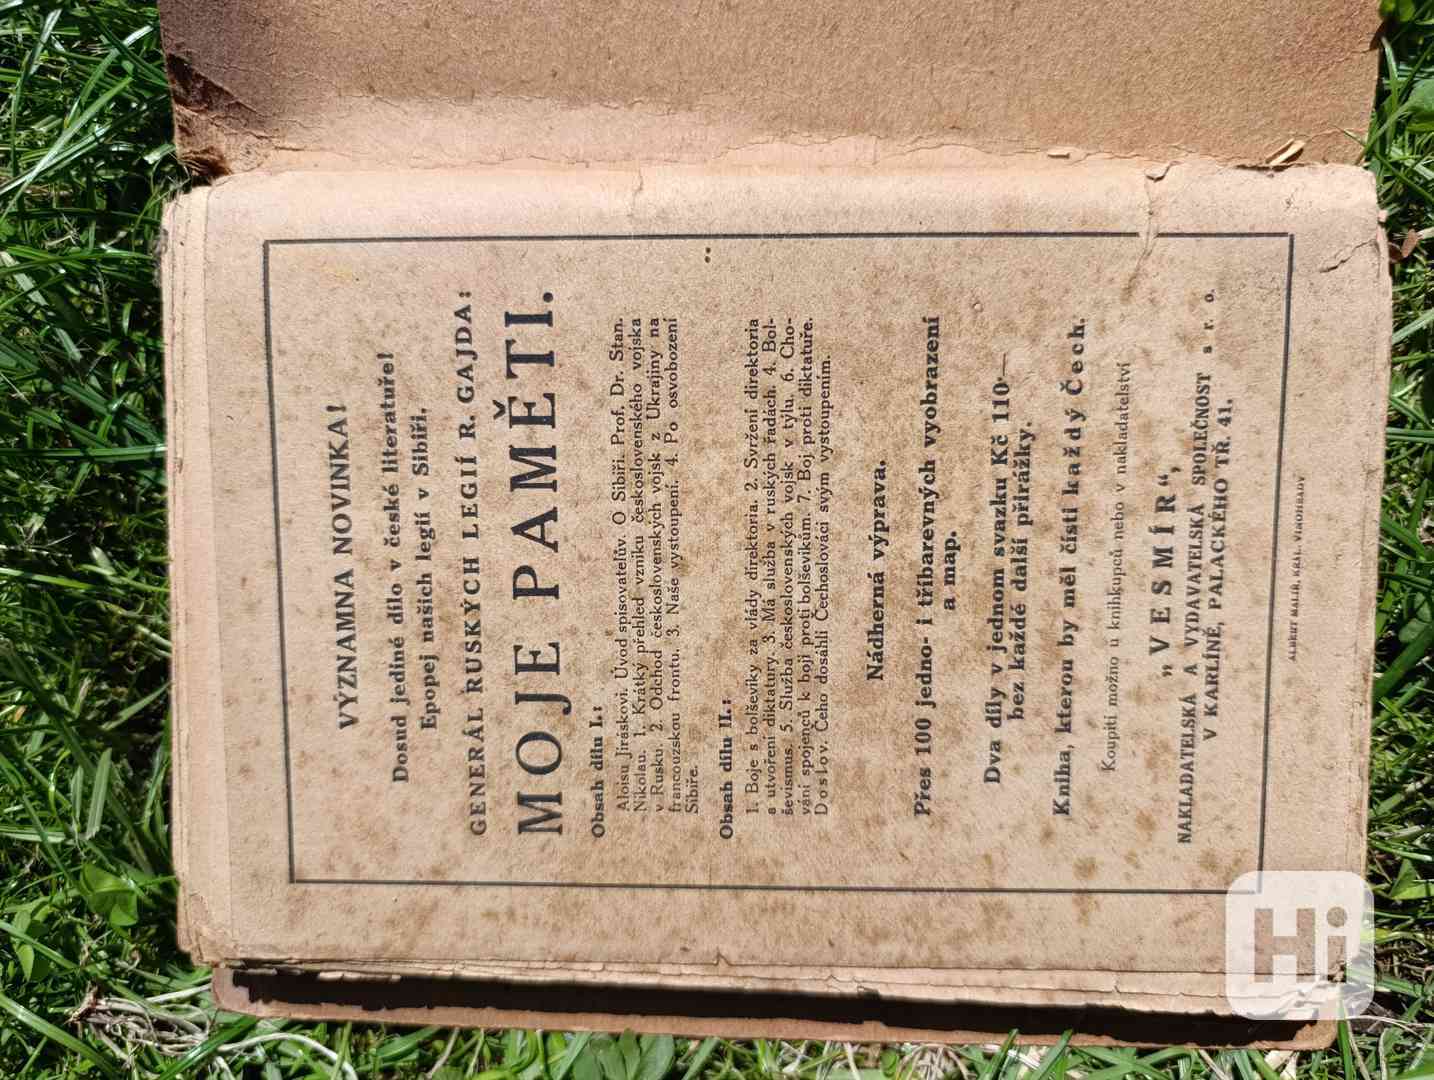 VÝZNAMNA NOVINKA!
Dosud jediné dílo v české literatuře!
Epopej našich legií v Sibiři.
GENERÁL RUSKÝCH LEGIÍ R. GAJDA:
MOJE PAMĚTI.
Obsah dílu I.:
Aloisu Jiráskovi. Úvod spisovatelův. O Sibiři. Prof. Dr. Stan.
Nikolau. 1. Krátký přehled vzniku československého vojska
v Rusku. 2. Odchod československých vojsk z Ukrajiny na
francouzskou frontu. 3. Naše vystoupení. 4. Po osvobození
Sibiře.
Obsah dílu II.:
1. Boje s bolševiky za vlády direktoria. 2. Svržení direktoria
a utvoření diktatury. 3. Má služba v ruských řadách. 4. Bol-
ševismus. 5. Služba československých vojsk v týlu. 6. Cho-
vání spojenců k boji proti bolševikům. 7. Boj proti diktatuře.
Doslov. Čeho dosáhli Čechoslováci svým vystoupením.
Nádherná výprava.
Přes 100 jedno- i tříbarevných vyobrazení
a map.
Dva díly v jednom svazku Kč 110·—
bez každé další přirážky.
Kniha, kterou by měl čísti každý Čech.
Koupiti možno u knihkupců nebo v nakladatelství
„VESMÍR“,
NAKLADATELSKÁ A VYDAVATELSKÁ SPOLEČNOST s r. o.
V KARLÍNĚ, PALACKÉHO TŘ. 41.
ALBERT MALÍŘ, KRÁL. VINOHRADY
Hi